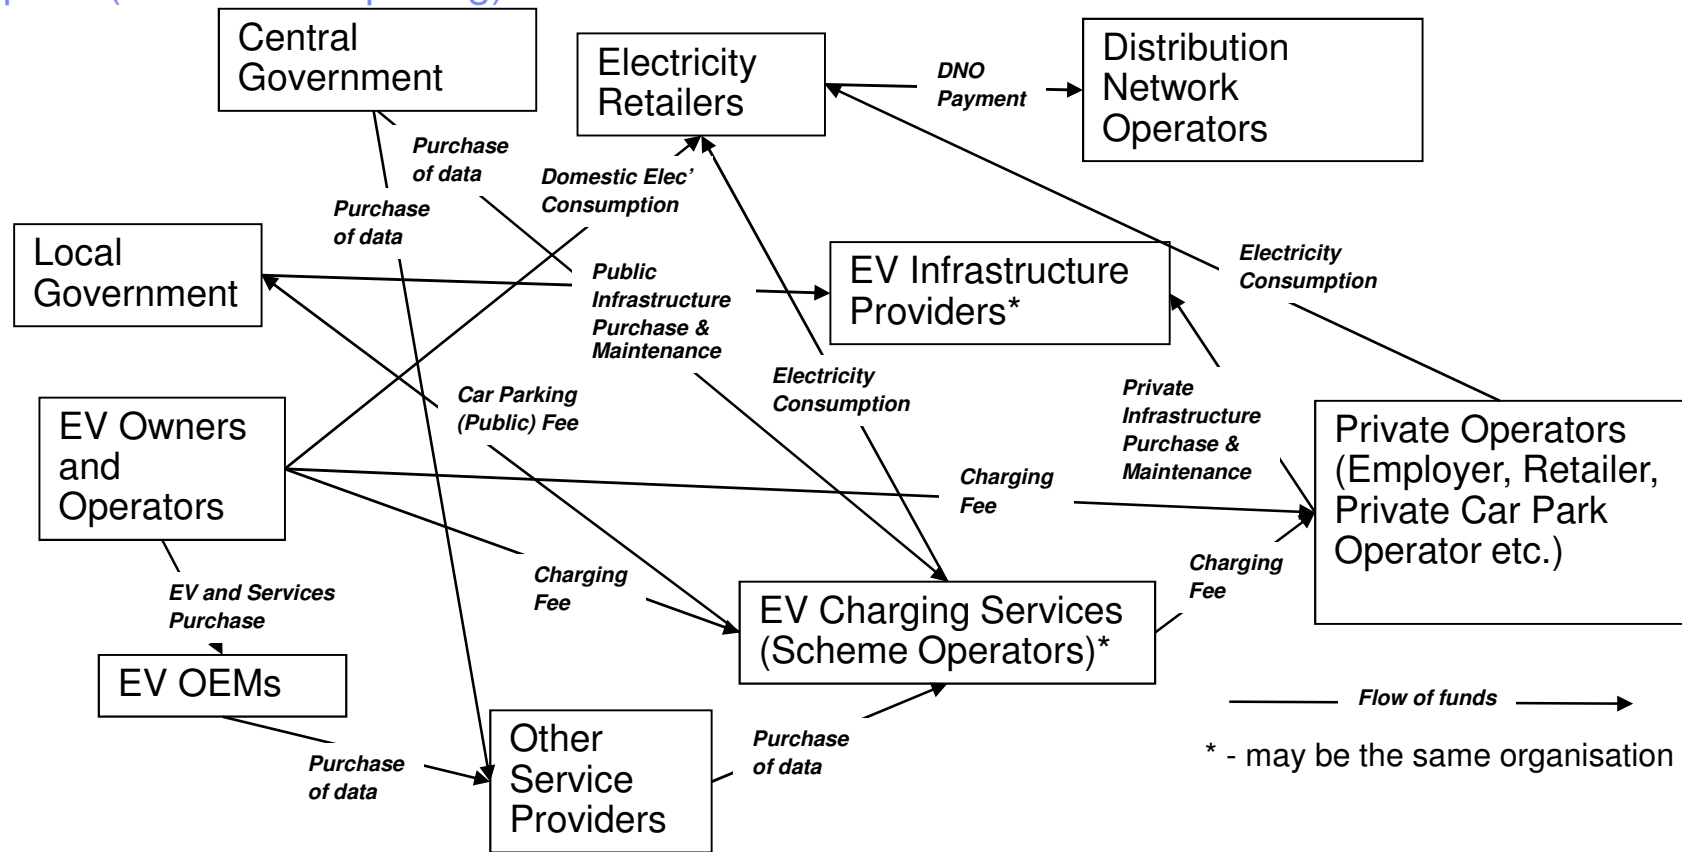 Central
Government
Electricity
Retailers
Distribution
Network
Operators
DNO
Payment
Purchase
of data
Purchase
of data
Domestic Elec’
Consumption
Local
Government
Public
Infrastructure
Purchase &
Maintenance
EV Infrastructure
Providers*
Electricity
Consumption
Electricity
Consumption
Private
Infrastructure
Purchase &
Maintenance
Car Parking
(Public) Fee
EV Owners
and
Operators
Private Operators
(Employer, Retailer,
Private Car Park
Operator etc.)
Charging
Fee
Charging
Fee
Charging
Fee
EV and Services
Purchase
EV Charging Services
(Scheme Operators)*
EV OEMs
Purchase
of data
Other
Service
Providers
Purchase
of data
Flow of funds
* - may be the same organisation